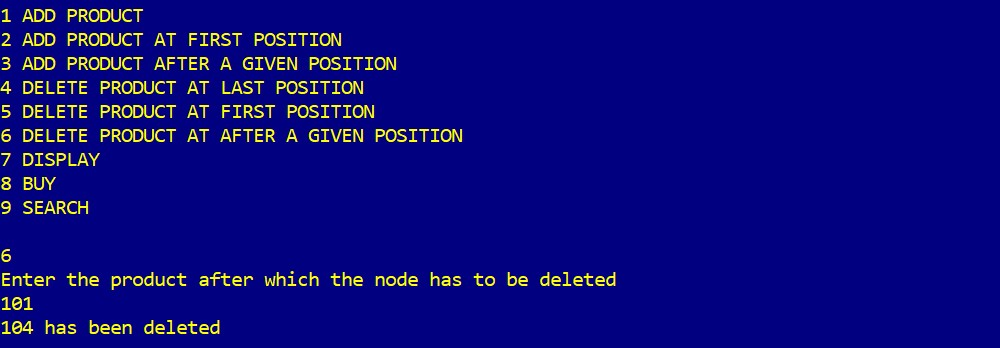 1 ADD PRODUCT
2 ADD PRODUCT AT FIRST POSITION
3 ADD PRODUCT AFTER A GIVEN POSITION
4 DELETE PRODUCT AT LAST POSITION
5 DELETE PRODUCT AT FIRST POSITION
6 DELETE PRODUCT AT AFTER A GIVEN POSITION
7 DISPLAY
8 BUY
9 SEARCH
6
Enter the product after which the node has to be deleted
101
104 has been deleted